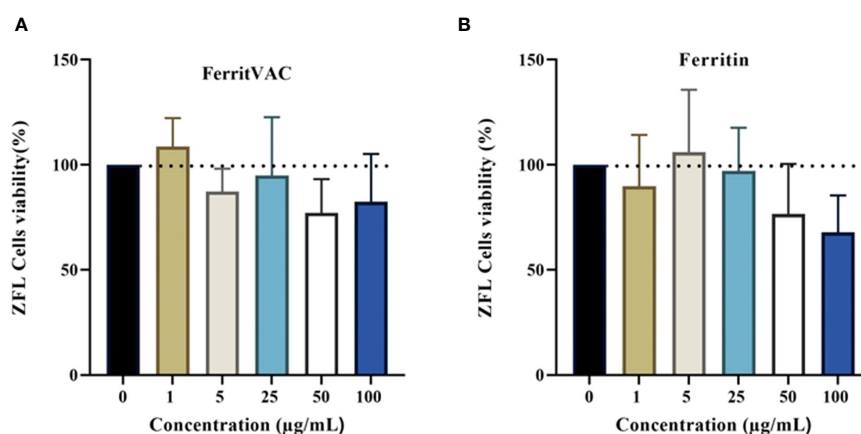 A
FerritVAC
ZFL Cells viability(%)
150
100
50
0
0 1 5 25 50 100
Concentration (µg/mL)
B
Ferritin
ZFL Cells viability (%)
150
100
50
0
0 1 5 25 50 100
Concentration (µg/mL)